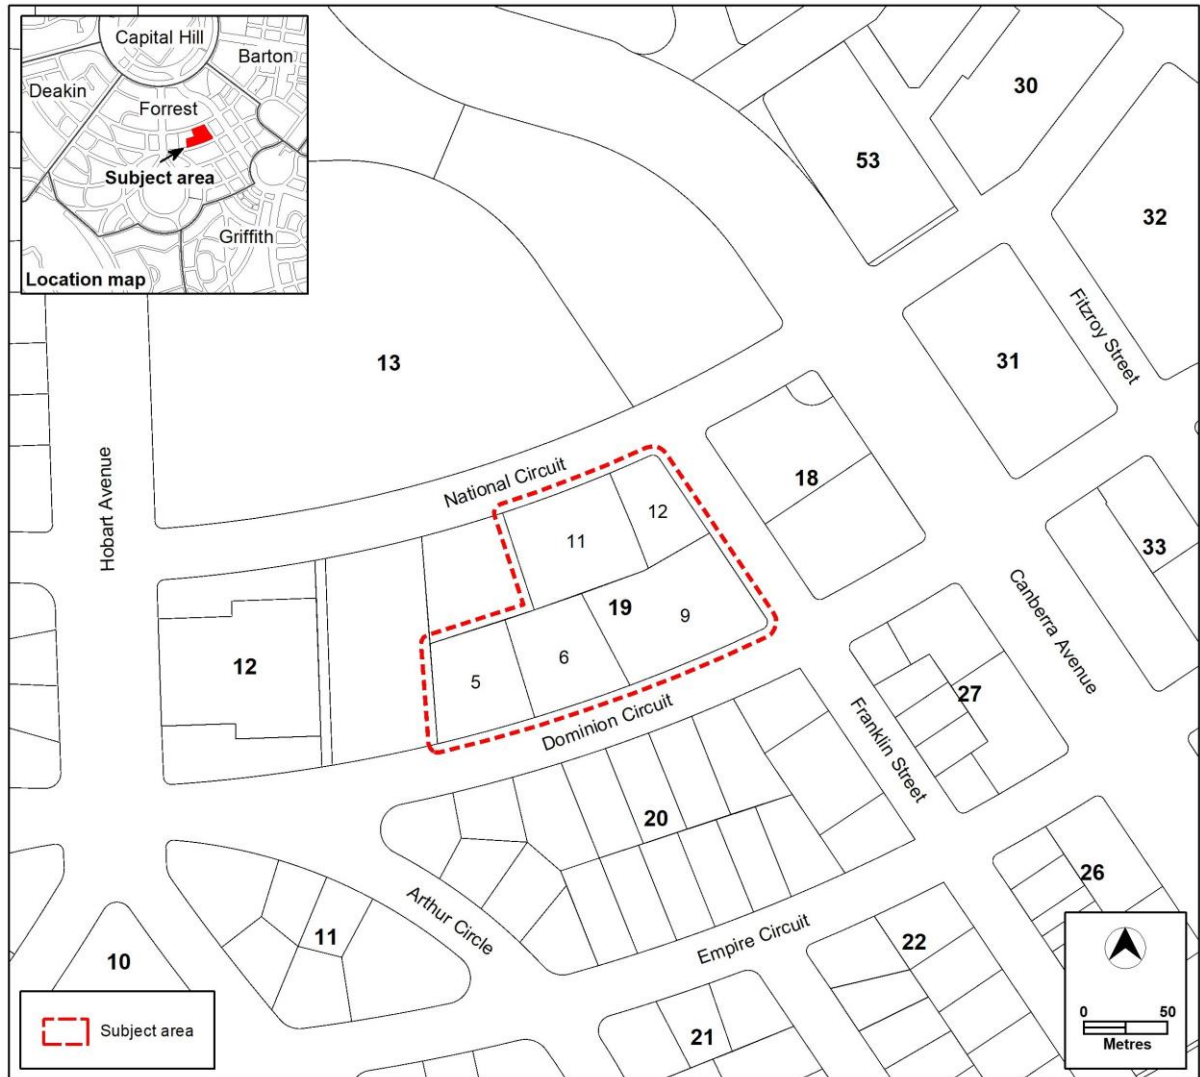 Capital Hill
Barton
Deakin
Forrest
Subject area
Griffith
Location map
30
53
32
Fitzroy Street
13
31
National Circuit
18
12
11
Hobart Avenue
33
19
9
Canberra Avenue
6
12
5
27
Dominion Circuit
Franklin Street
20
26
Arthur Circle
11
22
Empire Circuit
10
Subject area
0 50
Metres
21